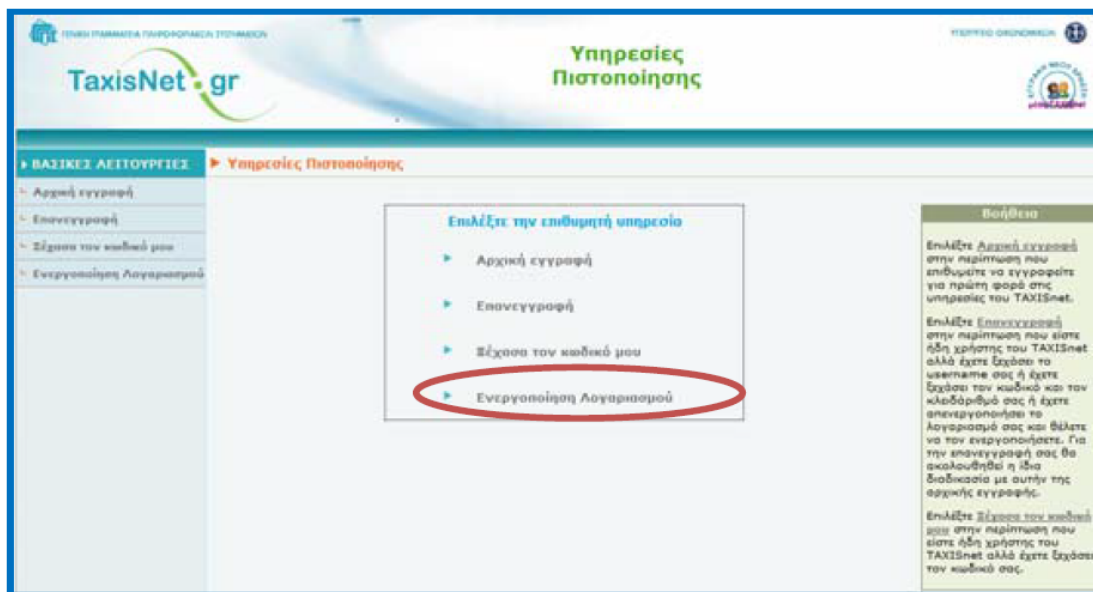 ΓΕΝΙΚΗ ΓΡΑΜΜΑΤΕΙΑ ΠΛΗΡΟΦΟΡΙΑΚΩΝ ΣΥΣΤΗΜΑΤΩΝ
TaxisNet.gr
Υπηρεσίες
Πιστοποίησης
ΥΠΟΥΡΓΕΙΟ ΟΙΚΟΝΟΜΙΚΩΝ
ΒΑΣΙΚΕΣ ΛΕΙΤΟΥΡΓΙΕΣ
Αρχική εγγραφή
Επανεγγραφή
Ξέχασα τον κωδικό μου
Ενεργοποίηση Λογαριασμού
Υπηρεσίες Πιστοποίησης
Επιλέξτε την επιθυμητή υπηρεσία
Αρχική εγγραφή
Επανεγγραφή
Ξέχασα τον κωδικό μου
Ενεργοποίηση Λογαριασμού
Βοήθεια
Επιλέξτε Αρχική εγγραφή
στην περίπτωση που
επιθυμείτε να εγγραφείτε
για πρώτη φορά στις
υπηρεσίες του TAXISnet.
Επιλέξτε Επανεγγραφή
στην περίπτωση που είστε
ήδη χρήστης του TAXISnet
αλλά έχετε ξεχάσει το
username σας ή έχετε
ξεχάσει τον κωδικό και τον
κλειδάριθμό σας ή έχετε
απενεργοποιήσει το
λογαριασμό σας και θέλετε
να τον ενεργοποιήσετε. Για
την επανεγγραφή σας θα
ακολουθηθεί η ίδια
διαδικασία με αυτήν της
αρχικής εγγραφής.
Επιλέξτε Ξέχασα τον κωδικό
μου στην περίπτωση που
είστε ήδη χρήστης του
TAXISnet αλλά έχετε ξεχάσει
τον κωδικό σας.